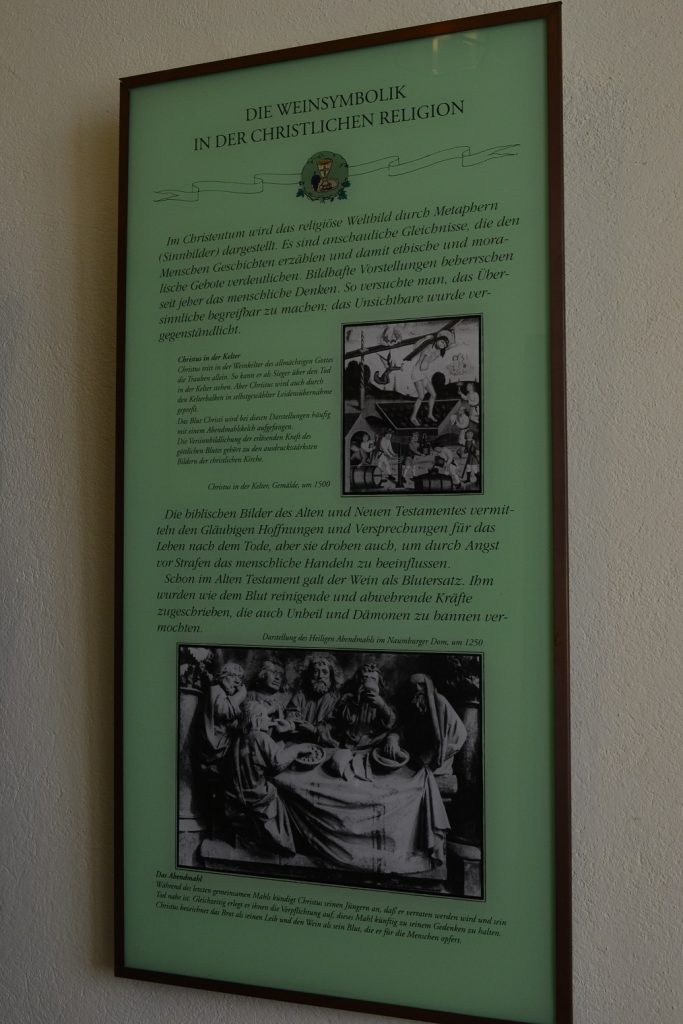 DIE WEINSYMBOLIK
IN DER CHRISTLICHEN RELIGION
Im Christentum wird das religiöse Weltbild durch Metaphern
(Sinnbilder) dargestellt. Es sind anschauliche Gleichnisse, die den
Menschen Geschichten erzählen und damit ethische und mora-
lische Gebote verdeutlichen. Bildhafte Vorstellungen beherrschen
seit jeher das menschliche Denken. So versuchte man, das Über-
sinnliche begreifbar zu machen; das Unsichtbare wurde ver-
gegenständlicht.
Christus in der Kelter
Christus tritt in der Weinkelter des allmächtigen Gottes
die Trauben allein. So kann er als Sieger über den Tod
in der Kelter stehen. Aber Christus wird auch durch
den Kelterbalken in selbstgewählter Leidensübernahme
gepreßt.
Das Blut Christi wird bei diesen Darstellungen häufig
mit einem Abendmahlskelch aufgefangen.
Die Versinnbildlichung der erlösenden Kraft des
göttlichen Blutes gehört zu den ausdrucksstärksten
Bildern der christlichen Kirche.
Christus in der Kelter, Gemälde, um 1500
Die biblischen Bilder des Alten und Neuen Testamentes vermit-
teln den Gläubigen Hoffnungen und Versprechungen für das
Leben nach dem Tode, aber sie drohen auch, um durch Angst
vor Strafen das menschliche Handeln zu beeinflussen.
Schon im Alten Testament galt der Wein als Blutersatz. Ihm
wurden wie dem Blut reinigende und abwehrende Kräfte
zugeschrieben, die auch Unheil und Dämonen zu bannen ver-
mochten.
Darstellung des Heiligen Abendmahls im Naumburger Dom, um 1250
Das Abendmahl
Während des letzten gemeinsamen Mahls kündigt Christus seinen Jüngern an, daß er verraten werden wird und sein
Tod nahe ist. Gleichzeitig erlegt er ihnen die Verpflichtung auf, dieses Mahl künftig zu seinem Gedenken zu halten.
Christus bezeichnet das Brot als seinen Leib und den Wein als sein Blut, die er für die Menschen opfert.